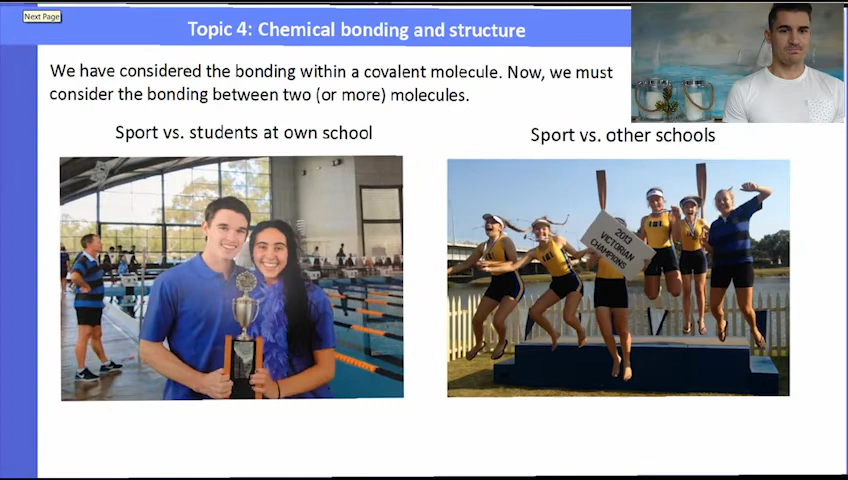 Next Page
Topic 4: Chemical bonding and structure
We have considered the bonding within a covalent molecule. Now, we must
consider the bonding between two (or more) molecules.
Sport vs. students at own school
Sport vs. other schools
2013
VICTORIAN
CHAMPIONS